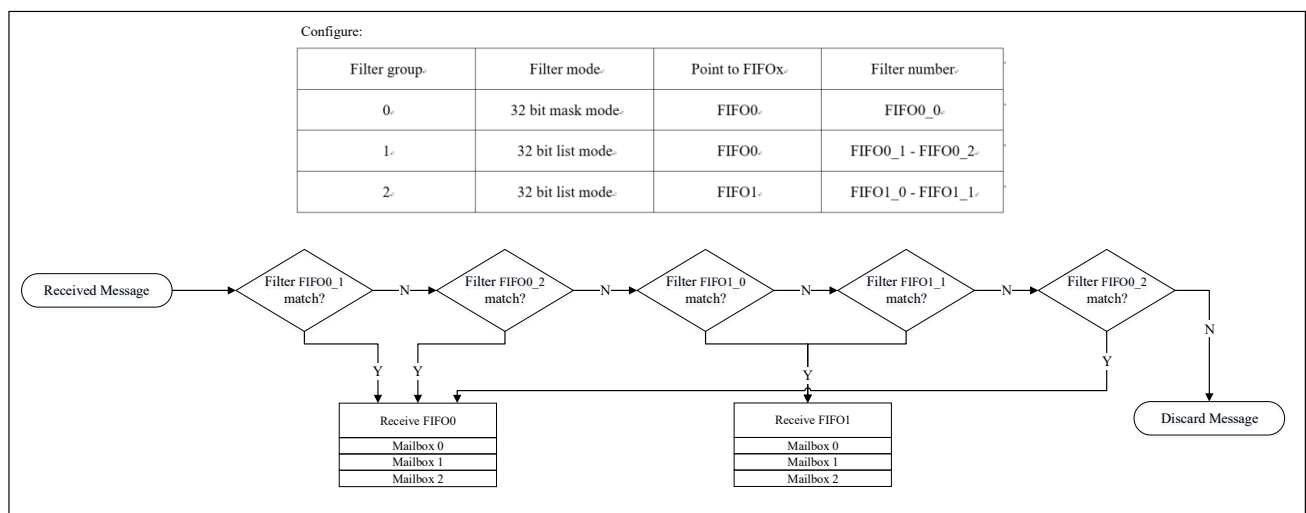 Configure:
Filter group Filter mode Point to FIFOx Filter number
0 32 bit mask mode FIFO0 FIFO0_0
1 32 bit list mode FIFO0 FIFO0_1 - FIFO0_2
2 32 bit list mode FIFO1 FIFO1_0 - FIFO1_1
Received Message
Filter FIFO0_1
match?
N
Filter FIFO0_2
match?
N
Filter FIFO1_0
match?
N
Filter FIFO1_1
match?
N
Filter FIFO0_2
match?
N
Y
Y
Y
Y
Receive FIFO0
Mailbox 0
Mailbox 1
Mailbox 2
Receive FIFO1
Mailbox 0
Mailbox 1
Mailbox 2
Discard Message